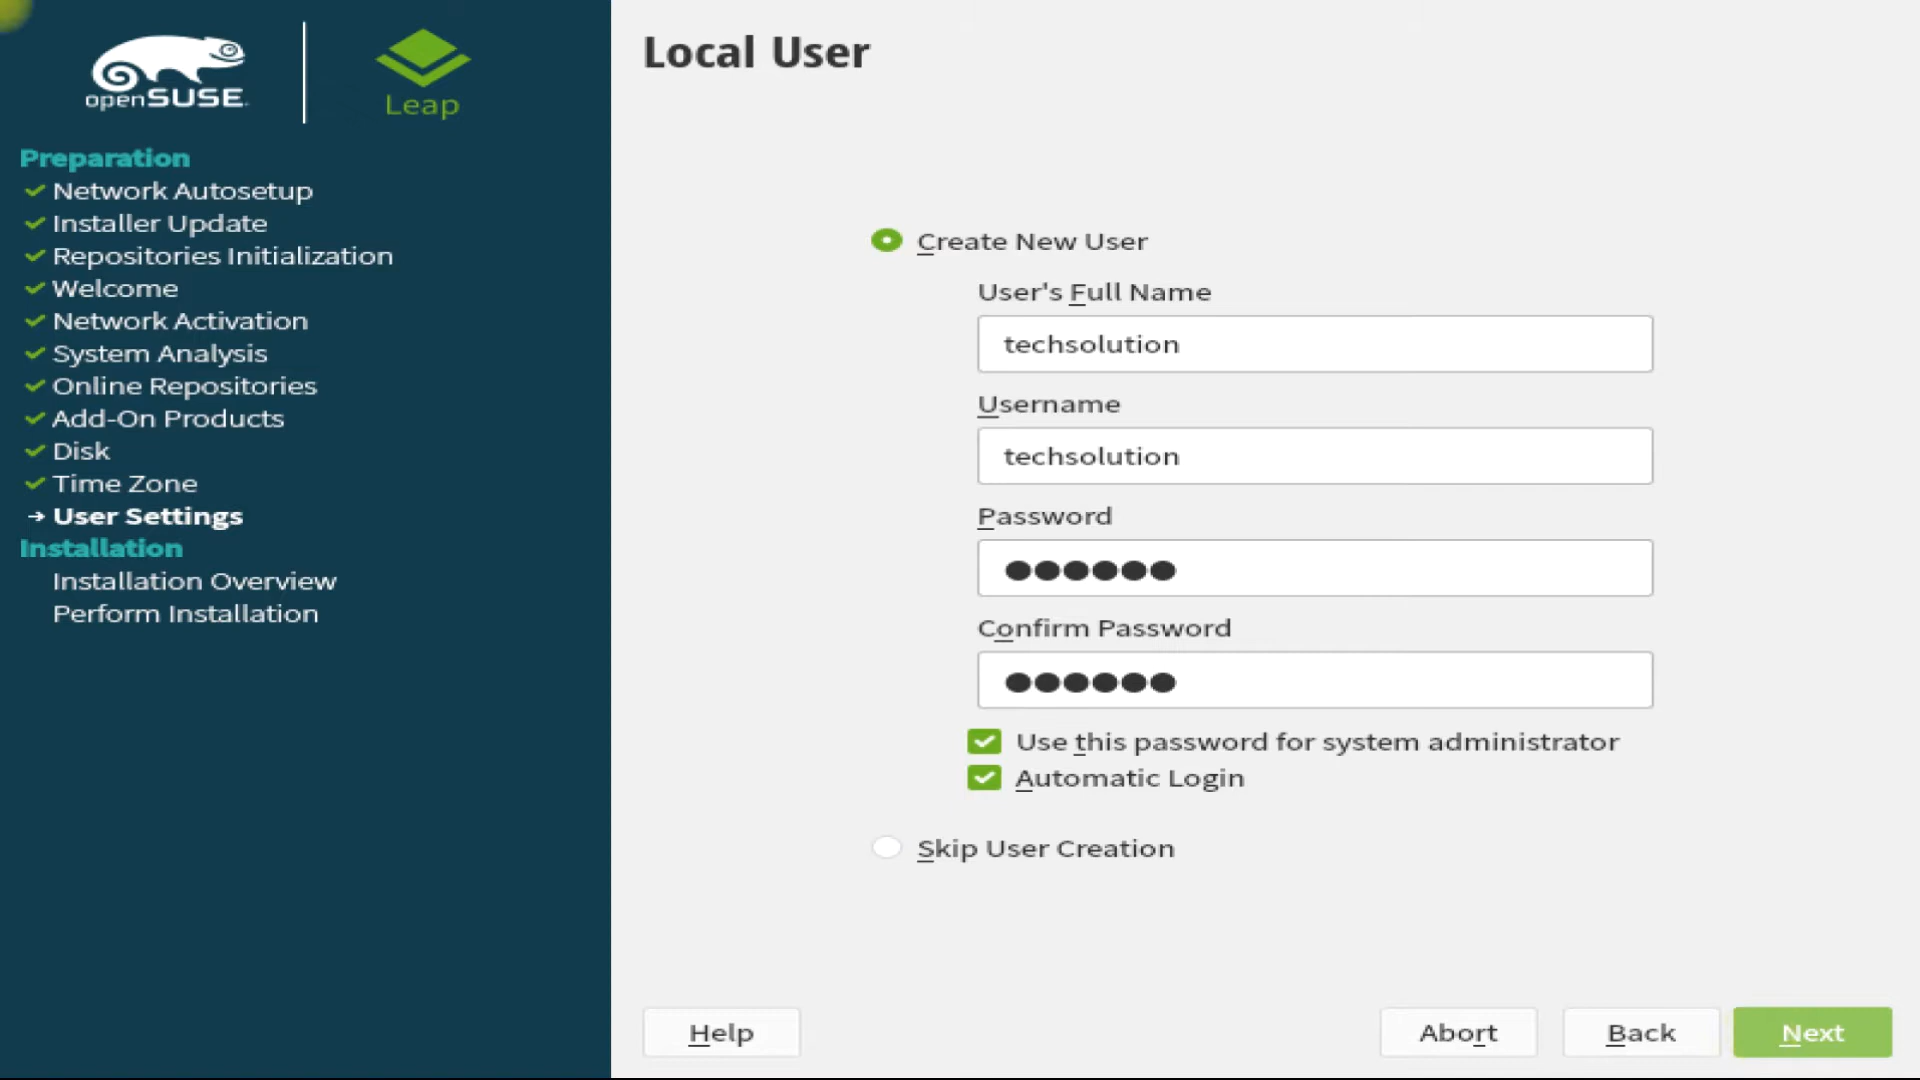 openSUSE
Leap
Preparation
Network Autosetup
Installer Update
Repositories Initialization
Welcome
Network Activation
System Analysis
Online Repositories
Add-On Products
Disk
Time Zone
User Settings
Installation
Installation Overview
Perform Installation
Local User
Create New User
User's Full Name
techsolution
Username
techsolution
Password
●●●●●●
Confirm Password
●●●●●●
Use this password for system administrator
Automatic Login
Skip User Creation
Help
Abort
Back
Next